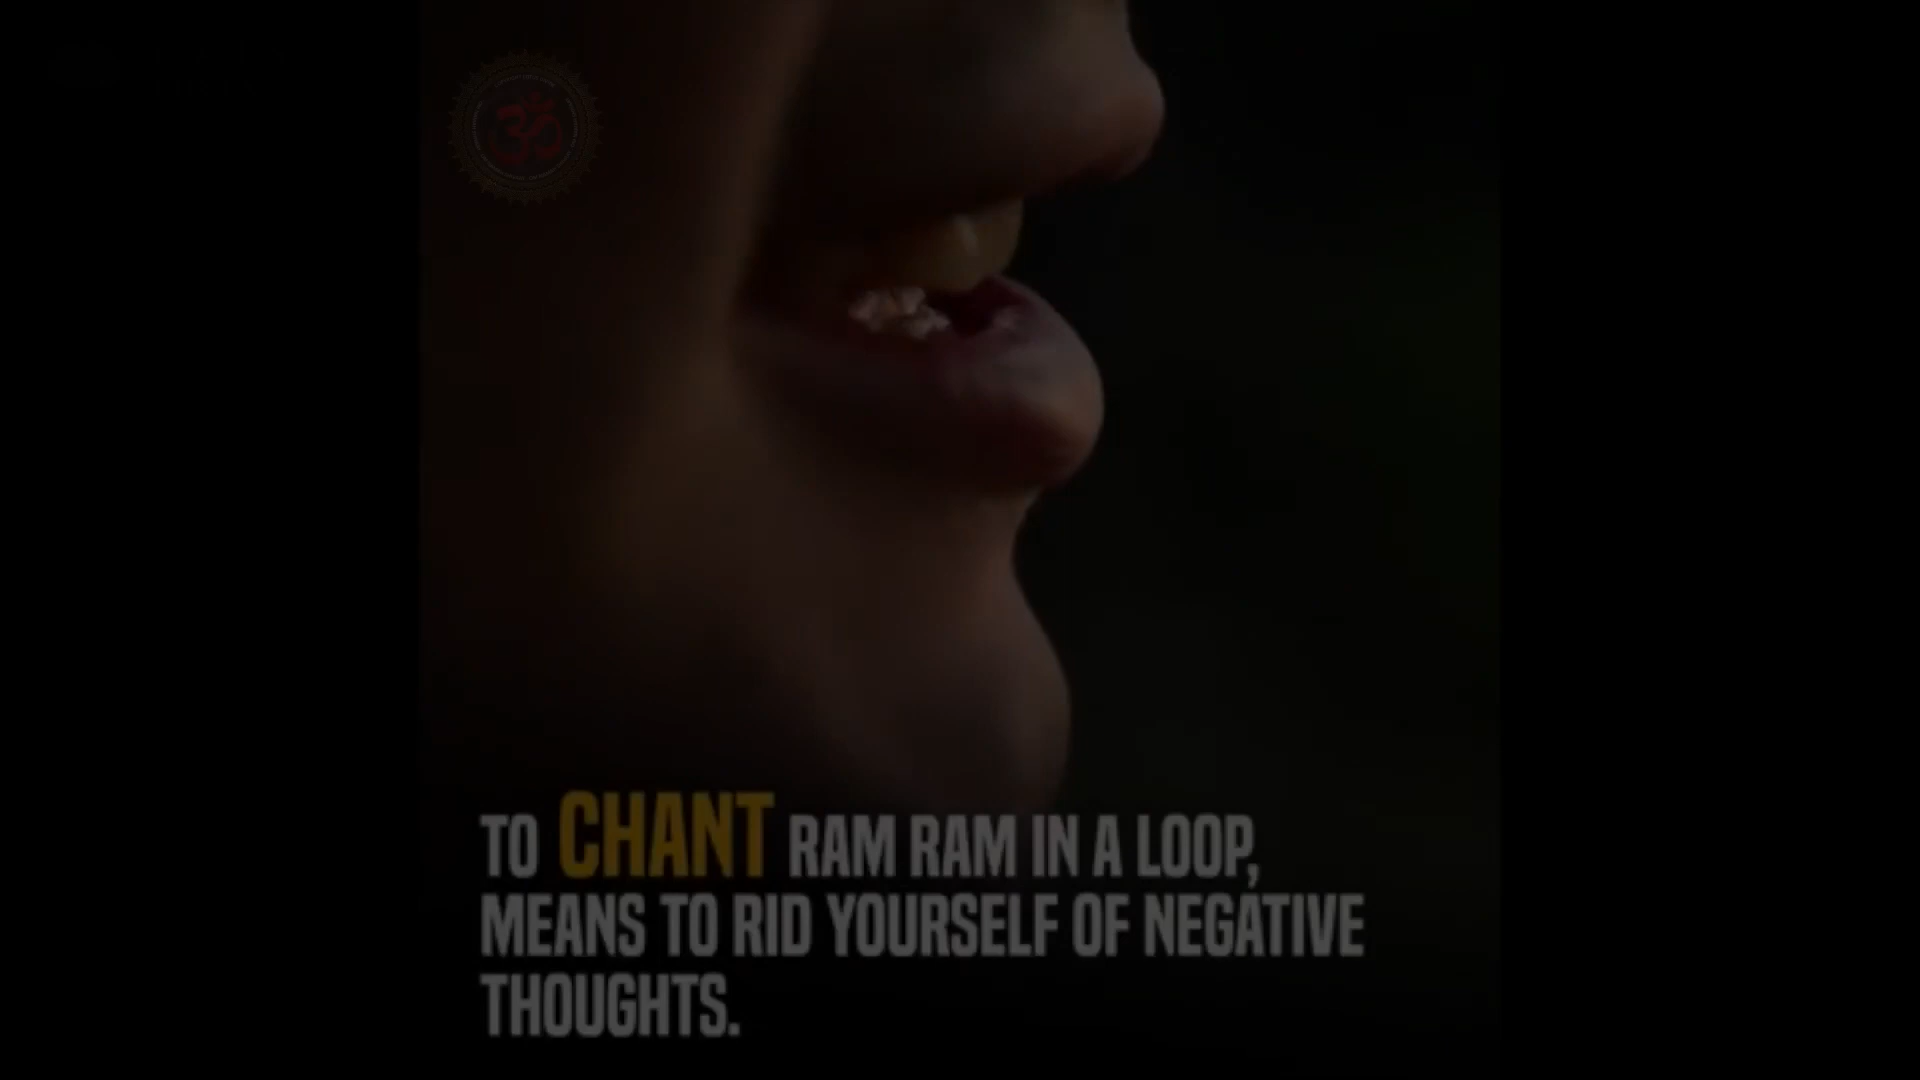 TO CHANT RAM RAM IN A LOOP,
MEANS TO RID YOURSELF OF NEGATIVE
THOUGHTS.